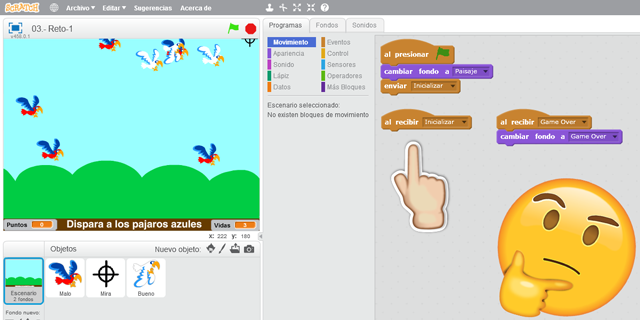 SCRATCH Archivo▼ Editar▼ Sugerencias Acerca de
03.- Reto-1
v456.0.1
Puntos 0 Dispara a los pajaros azules Vidas 3
x: 222 y: 180
Objetos Nuevo objeto:
Escenario
2 fondos
Malo Mira Bueno
Fondo nuevo:
Programas Fondos Sonidos
Movimiento Eventos
Apariencia Control
Sonido Sensores
Lápiz Operadores
Datos Más Bloques
Escenario seleccionado:
No existen bloques de movimiento
al presionar
cambiar fondo a Paisaje
enviar Inicializar
al recibir Inicializar
al recibir Game Over
cambiar fondo a Game Over